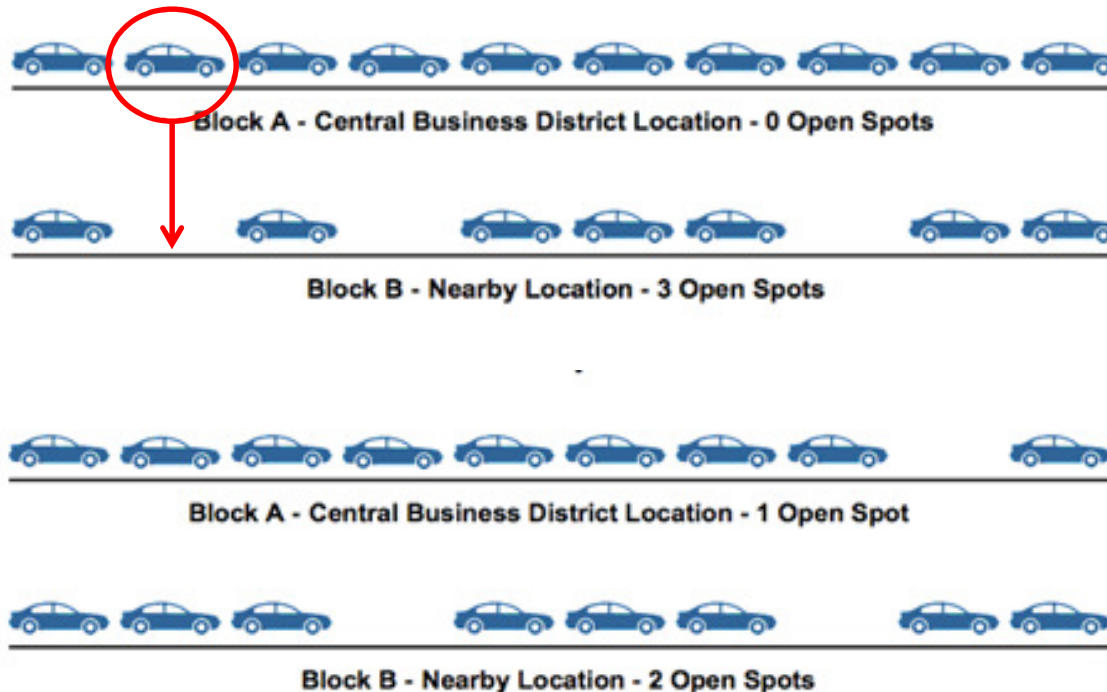 Block A - Central Business District Location - 0 Open Spots
Block B - Nearby Location - 3 Open Spots
-
Block A - Central Business District Location - 1 Open Spot
Block B - Nearby Location - 2 Open Spots